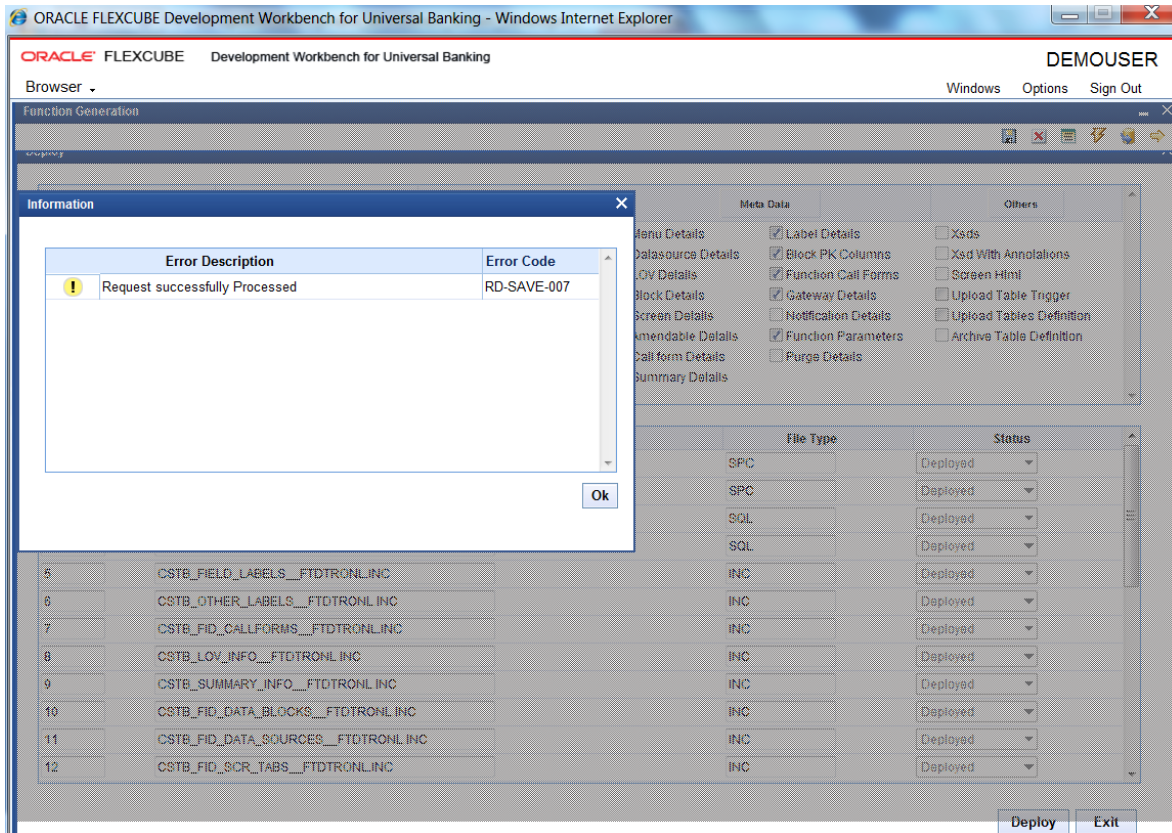 ORACLE FLEXCUBE Development Workbench for Universal Banking - Windows Internet Explorer
ORACLE FLEXCUBE Development Workbench for Universal Banking
DEMOUSER
Browser
Windows Options Sign Out
Function Generation
Deploy
Information
Meta Data Others
Error Description Error Code
Request successfully Processed RD-SAVE-007
Ok
Menu Details Label Details Xsds
Datasource Details Block PK Columns Xsd With Annotations
LOV Details Function Call Forms Screen Html
Block Details Gateway Details Upload Table Trigger
Screen Details Notification Details Upload Tables Definition
Amendable Details Function Parameters Archive Table Definition
Call form Details Purge Details
Summary Details
File Type Status
SPC Deployed
SPC Deployed
SQL Deployed
SQL Deployed
5 CSTB_FIELD_LABELS__FTDTRONL.INC INC Deployed
6 CSTB_OTHER_LABELS__FTDTRONL.INC INC Deployed
7 CSTB_FID_CALLFORMS__FTDTRONL.INC INC Deployed
8 CSTB_LOV_INFO__FTDTRONL.INC INC Deployed
9 CSTB_SUMMARY_INFO__FTDTRONL.INC INC Deployed
10 CSTB_FID_DATA_BLOCKS__FTDTRONL.INC INC Deployed
11 CSTB_FID_DATA_SOURCES__FTDTRONL.INC INC Deployed
12 CSTB_FID_SCR_TABS__FTDTRONL.INC INC Deployed
Deploy Exit